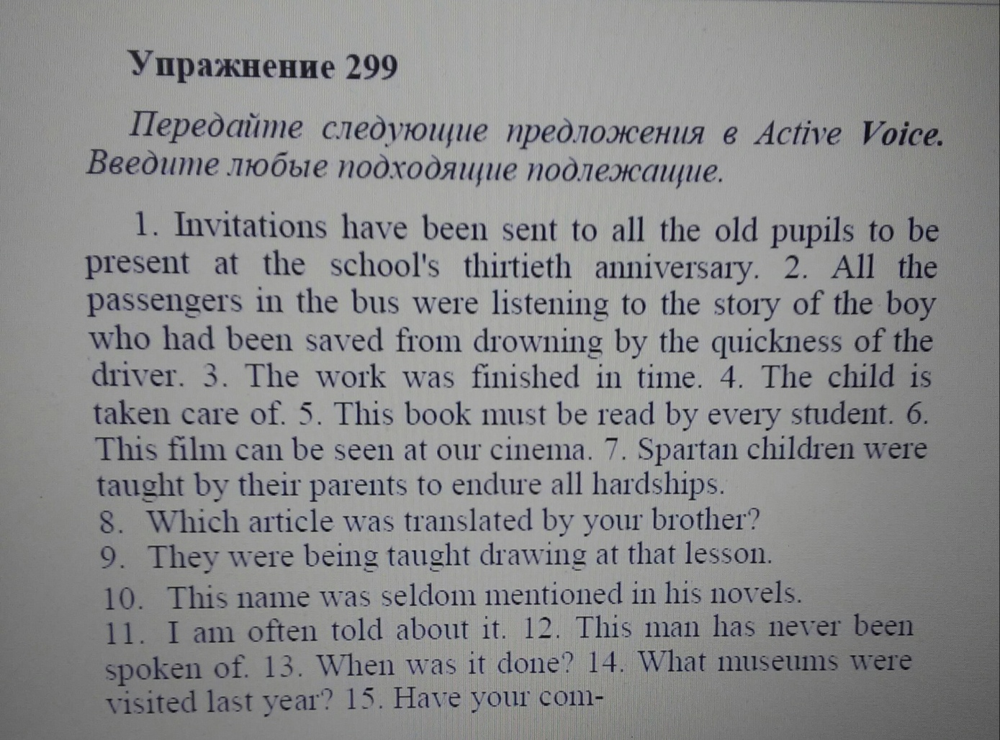 Упражнение 299
Передайте следующие предложения в Active Voice.
Введите любые подходящие подлежащие.
1. Invitations have been sent to all the old pupils to be
present at the school's thirtieth anniversary. 2. All the
passengers in the bus were listening to the story of the boy
who had been saved from drowning by the quickness of the
driver. 3. The work was finished in time. 4. The child is
taken care of. 5. This book must be read by every student. 6.
This film can be seen at our cinema. 7. Spartan children were
taught by their parents to endure all hardships.
8. Which article was translated by your brother?
9. They were being taught drawing at that lesson.
10. This name was seldom mentioned in his novels.
11. I am often told about it. 12. This man has never been
spoken of. 13. When was it done? 14. What museums were
visited last year? 15. Have your com-